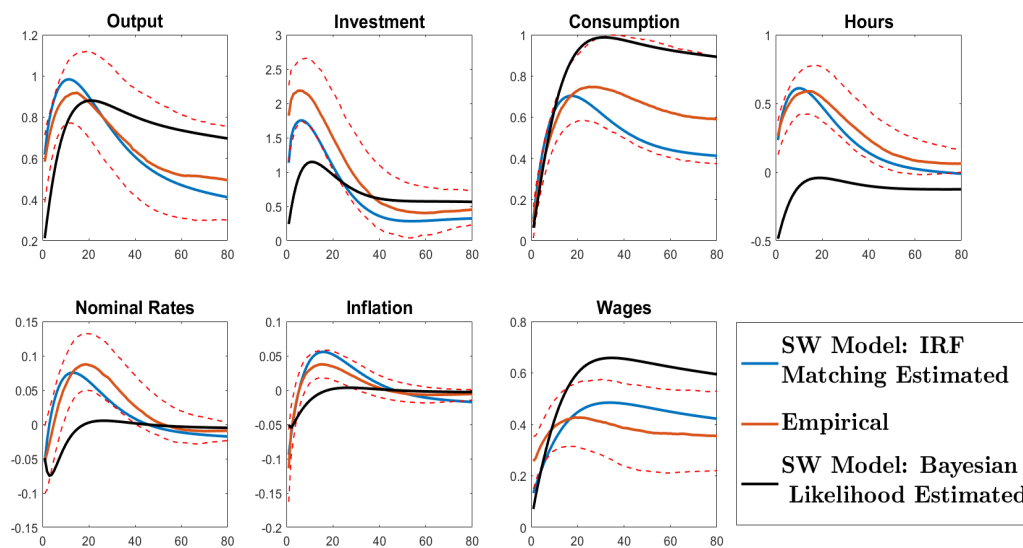 Output
Investment
Consumption
Hours
1.2
1
0.8
0.6
0.4
0.2
0 20 40 60 80
3
2.5
2
1.5
1
0.5
0
0 20 40 60 80
1
0.8
0.6
0.4
0.2
0
0 20 40 60 80
1
0.5
0
-0.5
0 20 40 60 80
Nominal Rates
Inflation
Wages
0.15
0.1
0.05
0
-0.05
-0.1
-0.15
0 20 40 60 80
0.15
0.1
0.05
0
-0.05
-0.1
-0.15
-0.2
0 20 40 60 80
0.8
0.6
0.4
0.2
0
0 20 40 60 80
SW Model: IRF
Matching Estimated
Empirical
SW Model: Bayesian
Likelihood Estimated